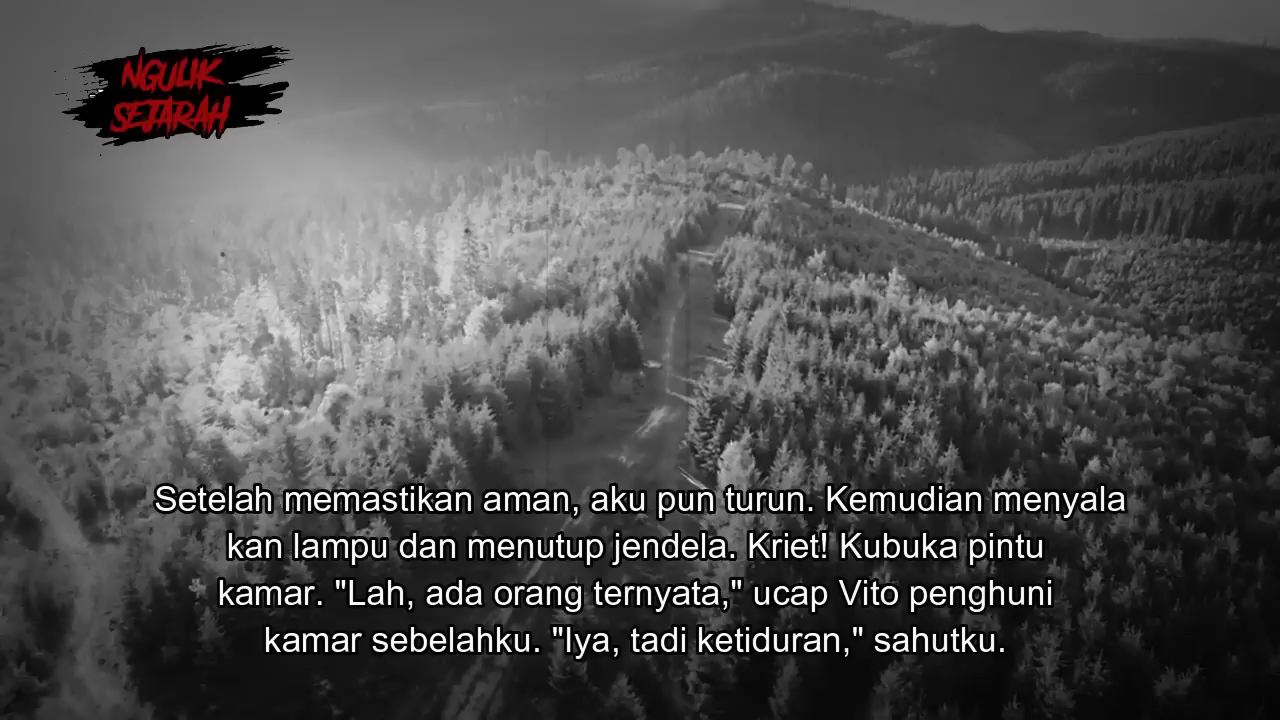 NGULIK
SEJARAH
Setelah memastikan aman, aku pun turun. Kemudian menyala
kan lampu dan menutup jendela. Kriet! Kubuka pintu
kamar. "Lah, ada orang ternyata," ucap Vito penghuni
kamar sebelahku. "Iya, tadi ketiduran," sahutku.